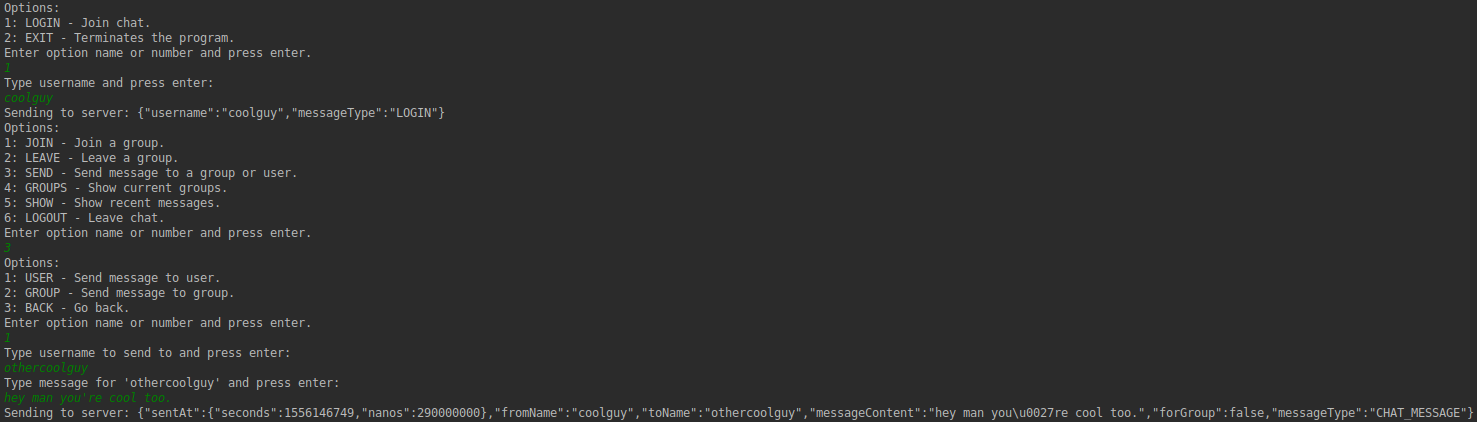 Options:
1: LOGIN - Join chat.
2: EXIT - Terminates the program.
Enter option name or number and press enter.
1
Type username and press enter:
coolguy
Sending to server: {"username":"coolguy","messageType":"LOGIN"}
Options:
1: JOIN - Join a group.
2: LEAVE - Leave a group.
3: SEND - Send message to a group or user.
4: GROUPS - Show current groups.
5: SHOW - Show recent messages.
6: LOGOUT - Leave chat.
Enter option name or number and press enter.
3
Options:
1: USER - Send message to user.
2: GROUP - Send message to group.
3: BACK - Go back.
Enter option name or number and press enter.
1
Type username to send to and press enter:
othercoolguy
Type message for 'othercoolguy' and press enter:
hey man you're cool too.
Sending to server: {"sentAt":{"seconds":1556146749,"nanos":290000000},"fromName":"coolguy","toName":"othercoolguy","messageContent":"hey man you\u0027re cool too.","forGroup":false,"messageType":"CHAT_MESSAGE"}